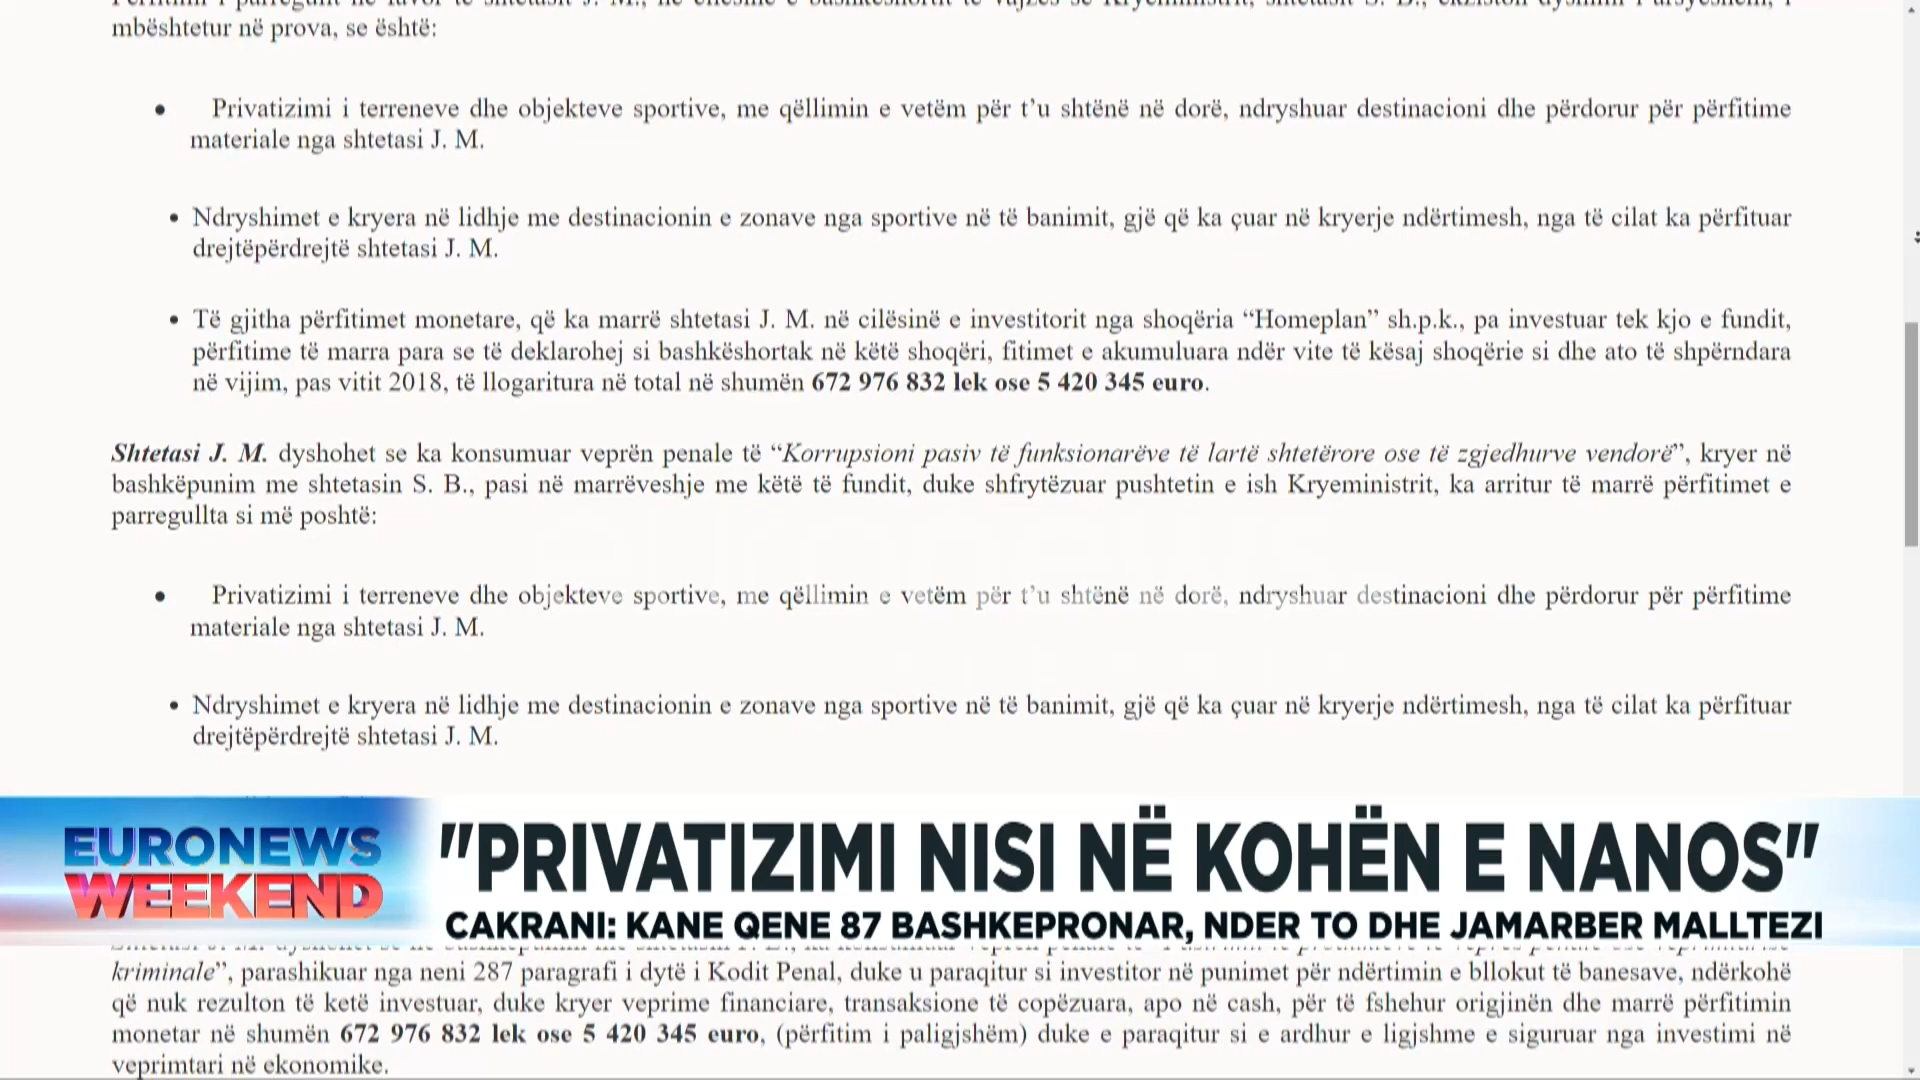 mbështetur në prova, se është:
• Privatizimi i terreneve dhe objekteve sportive, me qëllimin e vetëm për t’u shtënë në dorë, ndryshuar destinacioni dhe përdorur për përfitime
materiale nga shtetasi J. M.
• Ndryshimet e kryera në lidhje me destinacionin e zonave nga sportive në të banimit, gjë që ka çuar në kryerje ndërtimesh, nga të cilat ka përfituar
drejtëpërdrejtë shtetasi J. M.
• Të gjitha përfitimet monetare, që ka marrë shtetasi J. M. në cilësinë e investitorit nga shoqëria “Homeplan” sh.p.k., pa investuar tek kjo e fundit,
përfitime të marra para se të deklarohej si bashkëshortak në këtë shoqëri, fitimet e akumuluara ndër vite të kësaj shoqërie si dhe ato të shpërndara
në vijim, pas vitit 2018, të llogaritura në total në shumën 672 976 832 lek ose 5 420 345 euro.
Shtetasi J. M. dyshohet se ka konsumuar veprën penale të “Korrupsioni pasiv të funksionarëve të lartë shtetërore ose të zgjedhurve vendorë”, kryer në
bashkëpunim me shtetasin S. B., pasi në marrëveshje me këtë të fundit, duke shfrytëzuar pushtetin e ish Kryeministrit, ka arritur të marrë përfitimet e
parregullta si më poshtë:
• Privatizimi i terreneve dhe objekteve sportive, me qëllimin e vetëm për t’u shtënë në dorë, ndryshuar destinacioni dhe përdorur për përfitime
materiale nga shtetasi J. M.
• Ndryshimet e kryera në lidhje me destinacionin e zonave nga sportive në të banimit, gjë që ka çuar në kryerje ndërtimesh, nga të cilat ka përfituar
drejtëpërdrejtë shtetasi J. M.
EURONEWS
WEEKEND
"PRIVATIZIMI NISI NË KOHËN E NANOS"
CAKRANI: KANE QENE 87 BASHKEPRONAR, NDER TO DHE JAMARBER MALLTEZI
kriminale”, parashikuar nga neni 287 paragrafi i dytë i Kodit Penal, duke u paraqitur si investitor në punimet për ndërtimin e bllokut të banesave, ndërkohë
që nuk rezulton të ketë investuar, duke kryer veprime financiare, transaksione të copëzuara, apo në cash, për të fshehur origjinën dhe marrë përfitimin
monetar në shumën 672 976 832 lek ose 5 420 345 euro, (përfitim i paligjshëm) duke e paraqitur si e ardhur e ligjshme e siguruar nga investimi në
veprimtari në ekonomike.